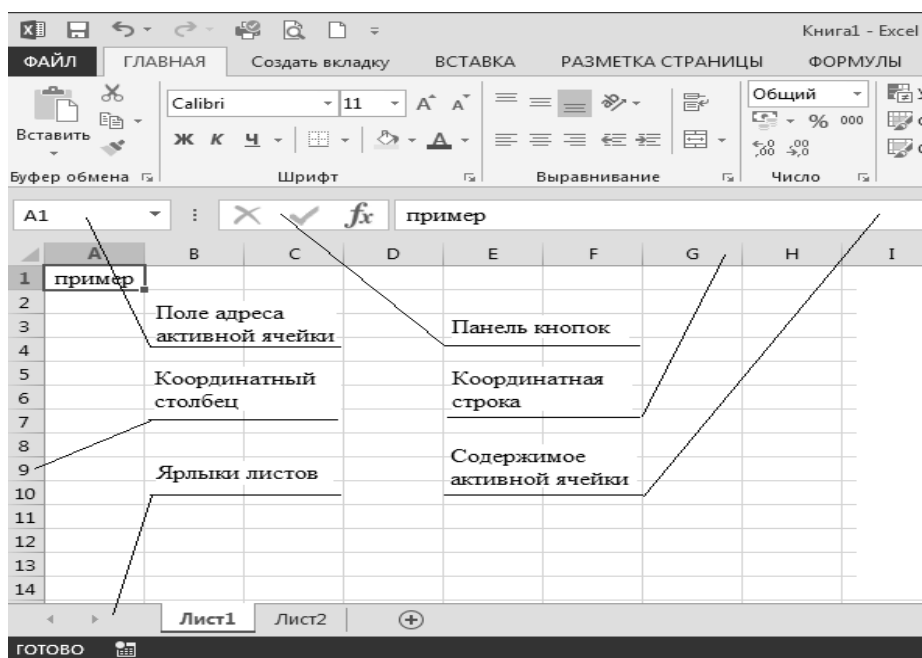 Книга1 - Excel
ФАЙЛ ГЛАВНАЯ Создать вкладку ВСТАВКА РАЗМЕТКА СТРАНИЦЫ ФОРМУЛЫ
Вставить
Calibri 11
Ж К Ч
Общий
% 000
Буфер обмена Шрифт Выравнивание Число
A1 fx пример
A B C D E F G H I
1 пример
2
3
4
5
6
7
8
9
10
11
12
13
14
Поле адреса
активной ячейки
Панель кнопок
Координатный
столбец
Координатная
строка
Ярлыки листов
Содержимое
активной ячейки
Лист1 Лист2
ГОТОВО